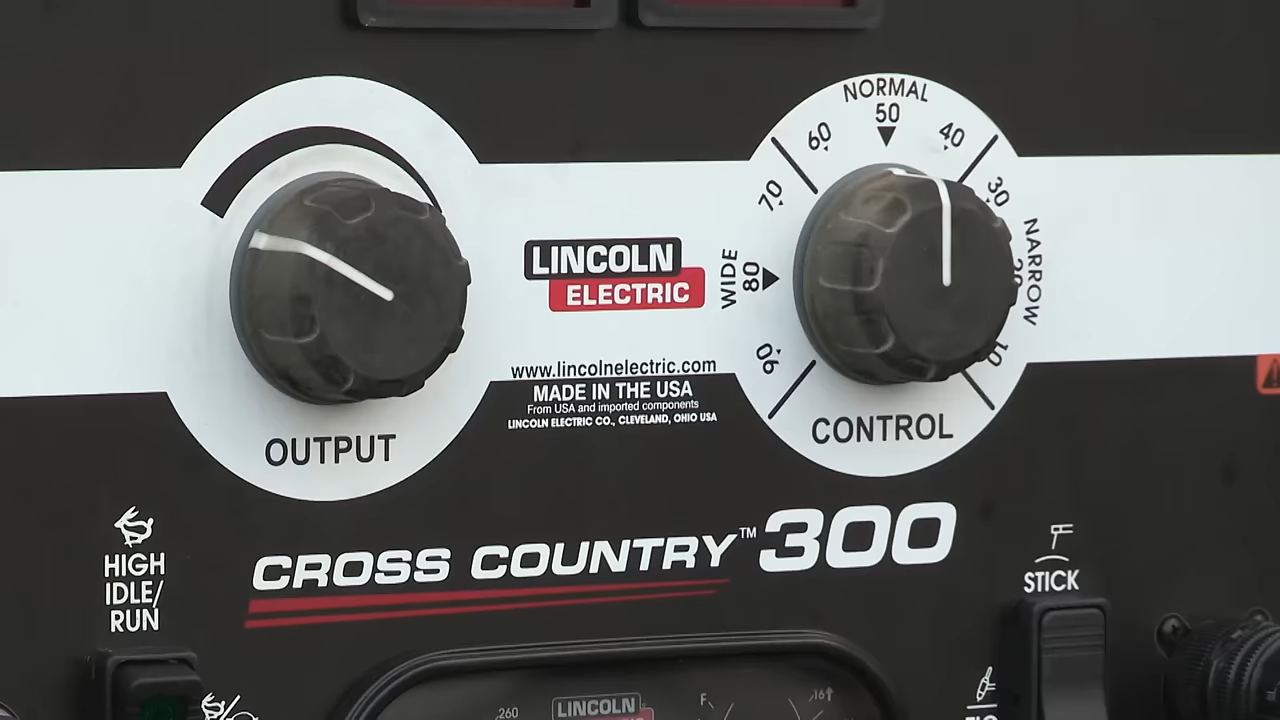 NORMAL
50
60
40
70
30
WIDE
80
NARROW
20
90
10
LINCOLN
ELECTRIC
www.lincolnelectric.com
MADE IN THE USA
From USA and imported components
LINCOLN ELECTRIC CO., CLEVELAND, OHIO USA
OUTPUT
CONTROL
CROSS COUNTRY™ 300
HIGH
IDLE/
RUN
STICK
260
LINCOLN
ELECTRIC
F
16